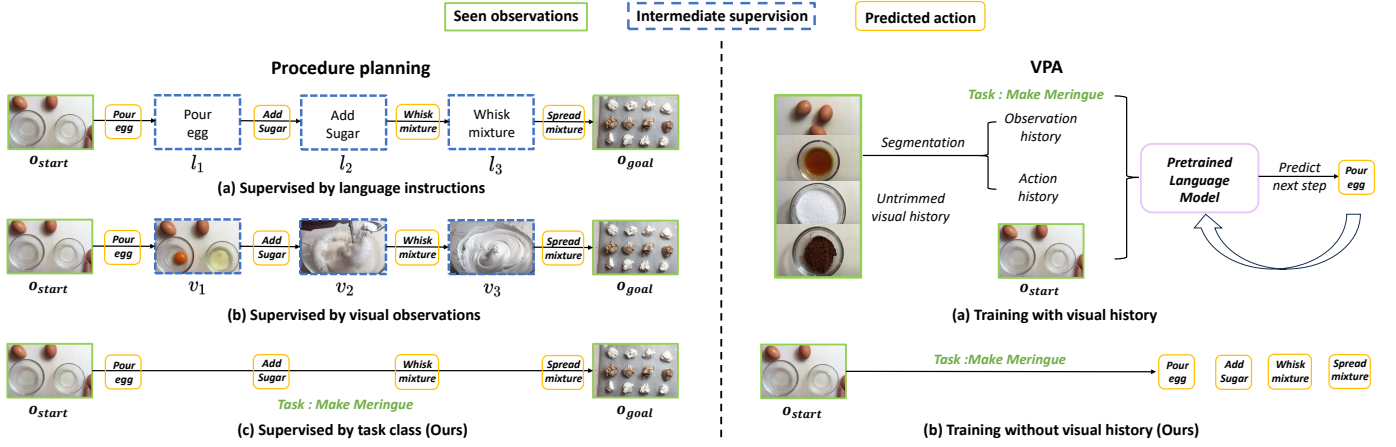 Seen observations
Intermediate supervision
Predicted action
Procedure planning
Pour
egg
Pour
egg
Add
Sugar
Add
Sugar
Whisk
mixture
Whisk
mixture
Spread
mixture
o_start
l_1
l_2
l_3
o_goal
(a) Supervised by language instructions
Pour
egg
Add
Sugar
Whisk
mixture
Spread
mixture
o_start
v_1
v_2
v_3
o_goal
(b) Supervised by visual observations
Pour
egg
Add
Sugar
Whisk
mixture
Spread
mixture
o_start
Task : Make Meringue
o_goal
(c) Supervised by task class (Ours)
VPA
Task : Make Meringue
Observation
history
Segmentation
Action
history
Untrimmed
visual history
o_start
Pretrained
Language
Model
Predict
next step
Pour
egg
(a) Training with visual history
Task :Make Meringue
Pour
egg
Add
Sugar
Whisk
mixture
Spread
mixture
o_start
(b) Training without visual history (Ours)